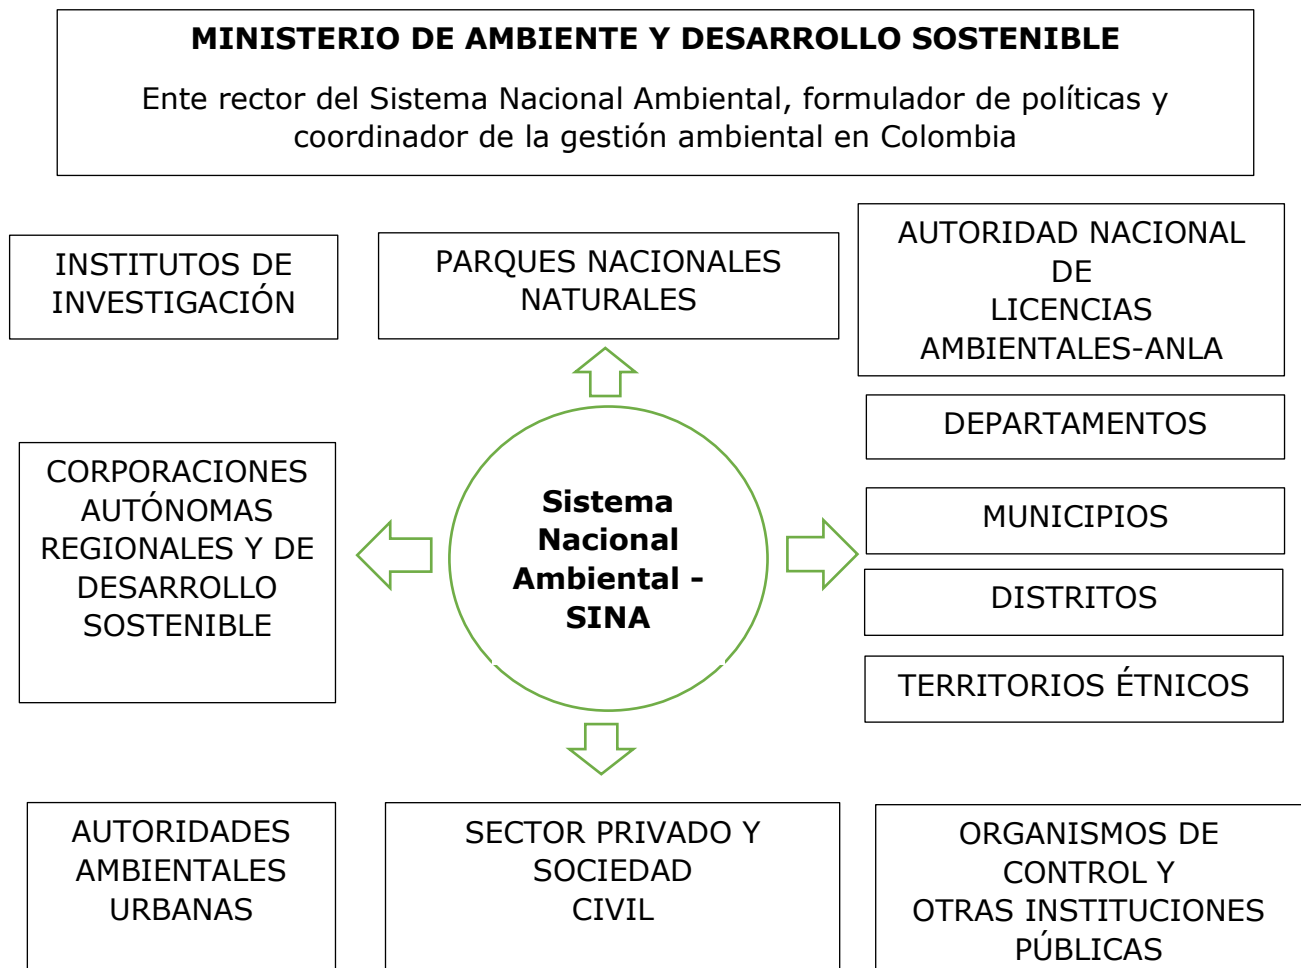 MINISTERIO DE AMBIENTE Y DESARROLLO SOSTENIBLE
Ente rector del Sistema Nacional Ambiental, formulador de políticas y
coordinador de la gestión ambiental en Colombia
INSTITUTOS DE
INVESTIGACIÓN
PARQUES NACIONALES
NATURALES
AUTORIDAD NACIONAL
DE
LICENCIAS
AMBIENTALES-ANLA
DEPARTAMENTOS
CORPORACIONES
AUTÓNOMAS
REGIONALES Y DE
DESARROLLO
SOSTENIBLE
Sistema
Nacional
Ambiental -
SINA
MUNICIPIOS
DISTRITOS
TERRITORIOS ÉTNICOS
AUTORIDADES
AMBIENTALES
URBANAS
SECTOR PRIVADO Y
SOCIEDAD
CIVIL
ORGANISMOS DE
CONTROL Y
OTRAS INSTITUCIONES
PÚBLICAS